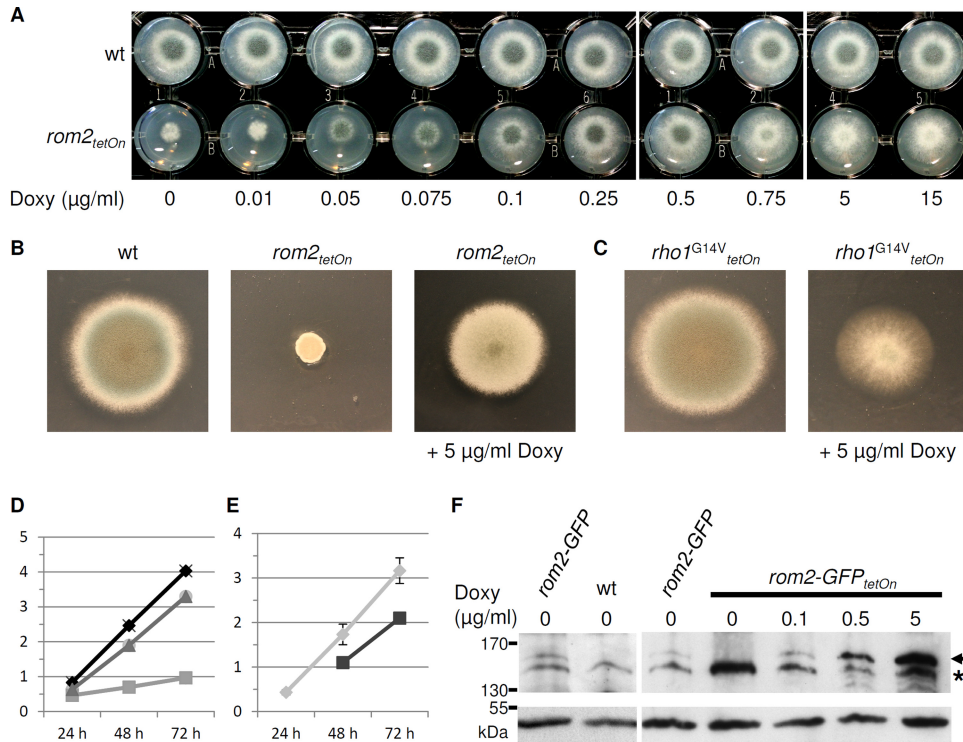 A
wt
A
A
1
2
3
4
5
6
1
2
4
5
rom2tetOn
B
B
B
Doxy (µg/ml)
0 0.01 0.05 0.075 0.1 0.25 0.5 0.75 5 15
B
wt
rom2tetOn
rom2tetOn
+ 5 µg/ml Doxy
C
rho1G14VtetOn
rho1G14VtetOn
+ 5 µg/ml Doxy
D
5
4
3
2
1
0
24 h 48 h 72 h
E
4
3
2
1
0
24 h 48 h 72 h
F
rom2-GFP
wt
rom2-GFP
rom2-GFPtetOn
Doxy (µg/ml)
0 0 0 0 0.1 0.5 5
170
130
55
kDa
*